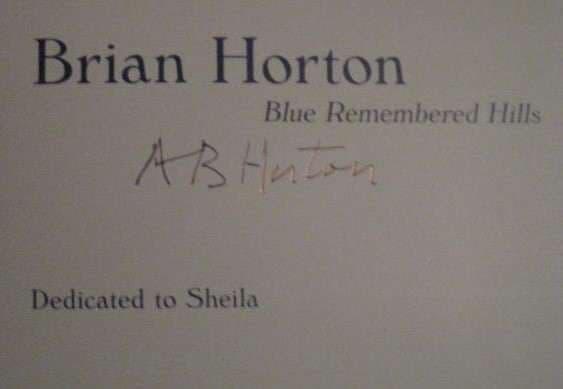 Brian Horton
Blue Remembered Hills
A B Horton
Dedicated to Sheila